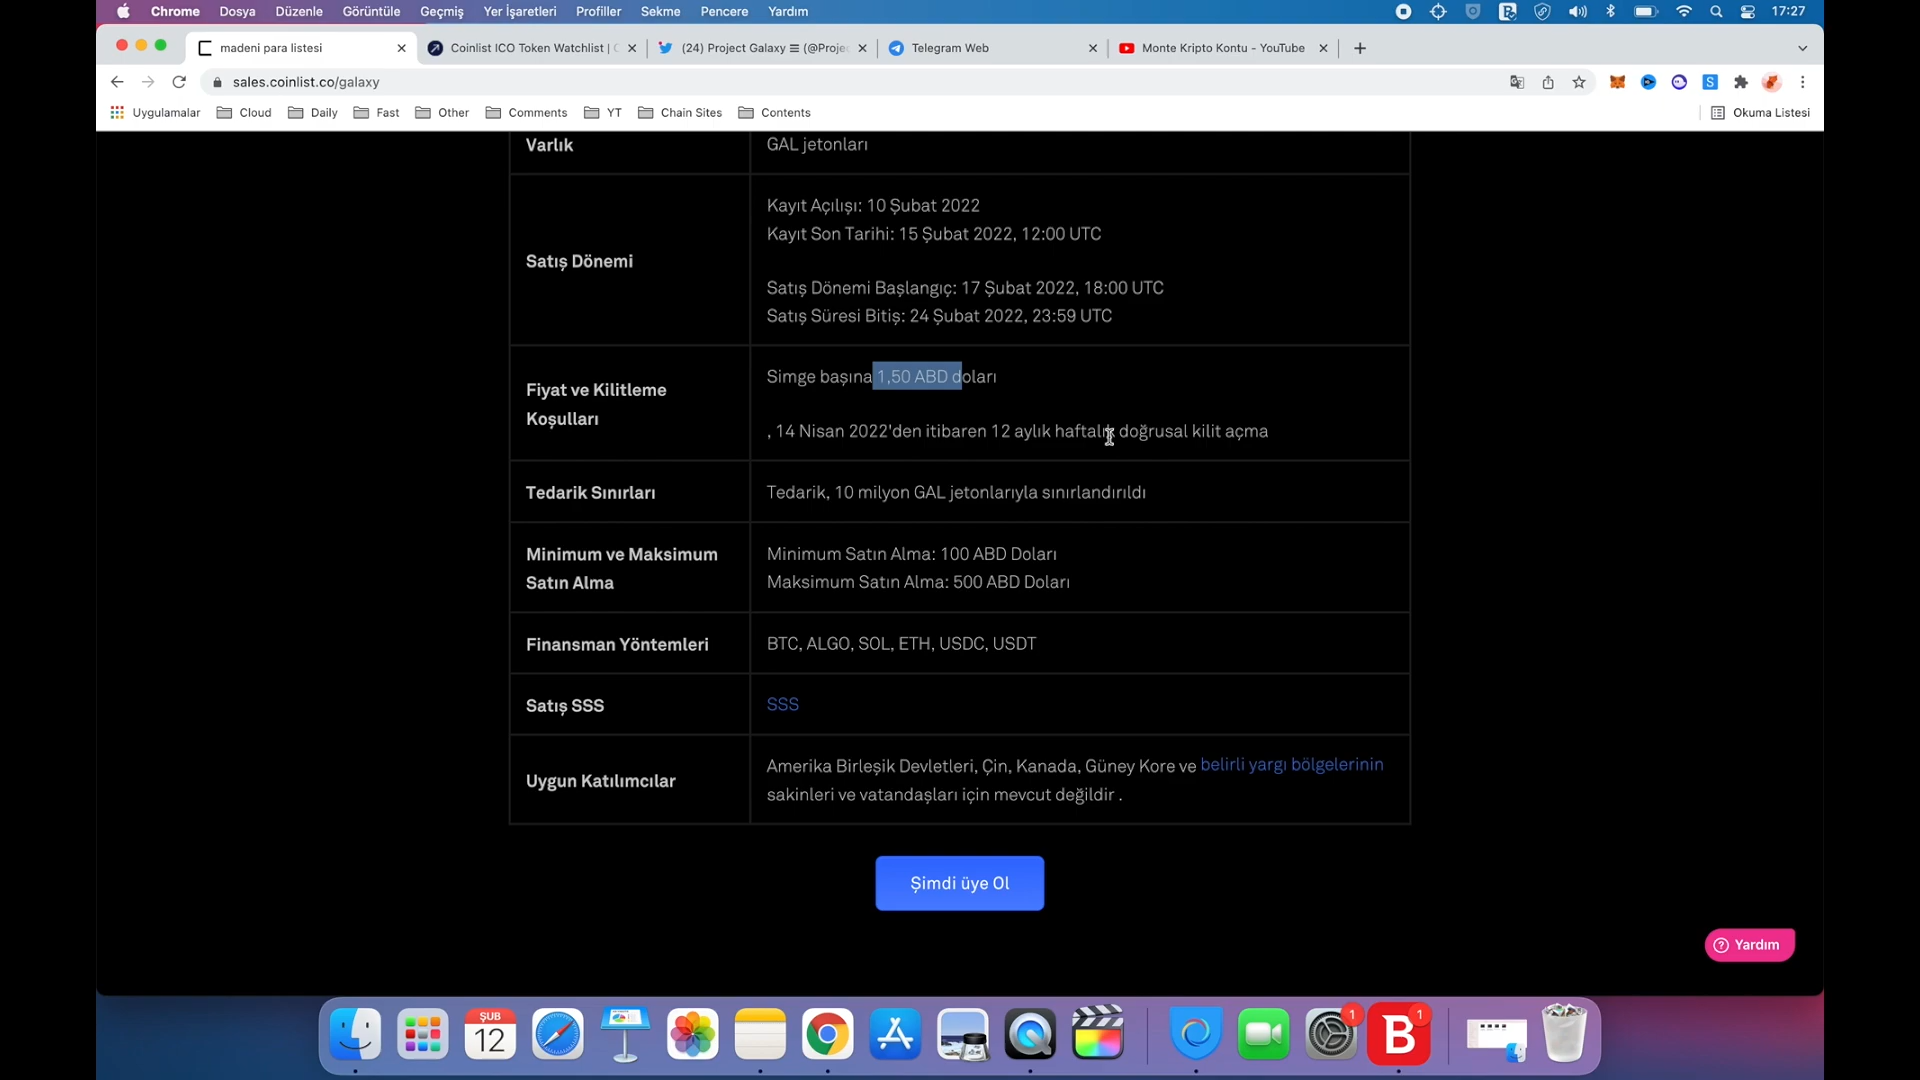 Chrome Dosya Düzenle Görüntüle Geçmiş Yer İşaretleri Profiller Sekme Pencere Yardım 17:27
madeni para listesi
Coinlist ICO Token Watchlist |
(24) Project Galaxy ☰ (@Proje
Telegram Web
Monte Kripto Kontu - YouTube
sales.coinlist.co/galaxy
Uygulamalar Cloud Daily Fast Other Comments YT Chain Sites Contents Okuma Listesi
Varlık
GAL jetonları
Satış Dönemi
Kayıt Açılışı: 10 Şubat 2022
Kayıt Son Tarihi: 15 Şubat 2022, 12:00 UTC
Satış Dönemi Başlangıç: 17 Şubat 2022, 18:00 UTC
Satış Süresi Bitiş: 24 Şubat 2022, 23:59 UTC
Fiyat ve Kilitleme
Koşulları
Simge başına 1,50 ABD doları
, 14 Nisan 2022'den itibaren 12 aylık haftalık doğrusal kilit açma
Tedarik Sınırları
Tedarik, 10 milyon GAL jetonlarıyla sınırlandırıldı
Minimum ve Maksimum
Satın Alma
Minimum Satın Alma: 100 ABD Doları
Maksimum Satın Alma: 500 ABD Doları
Finansman Yöntemleri
BTC, ALGO, SOL, ETH, USDC, USDT
Satış SSS
SSS
Uygun Katılımcılar
Amerika Birleşik Devletleri, Çin, Kanada, Güney Kore ve belirli yargı bölgelerinin
sakinleri ve vatandaşları için mevcut değildir .
Şimdi üye Ol
Yardım
ŞUB
12
1
B
1